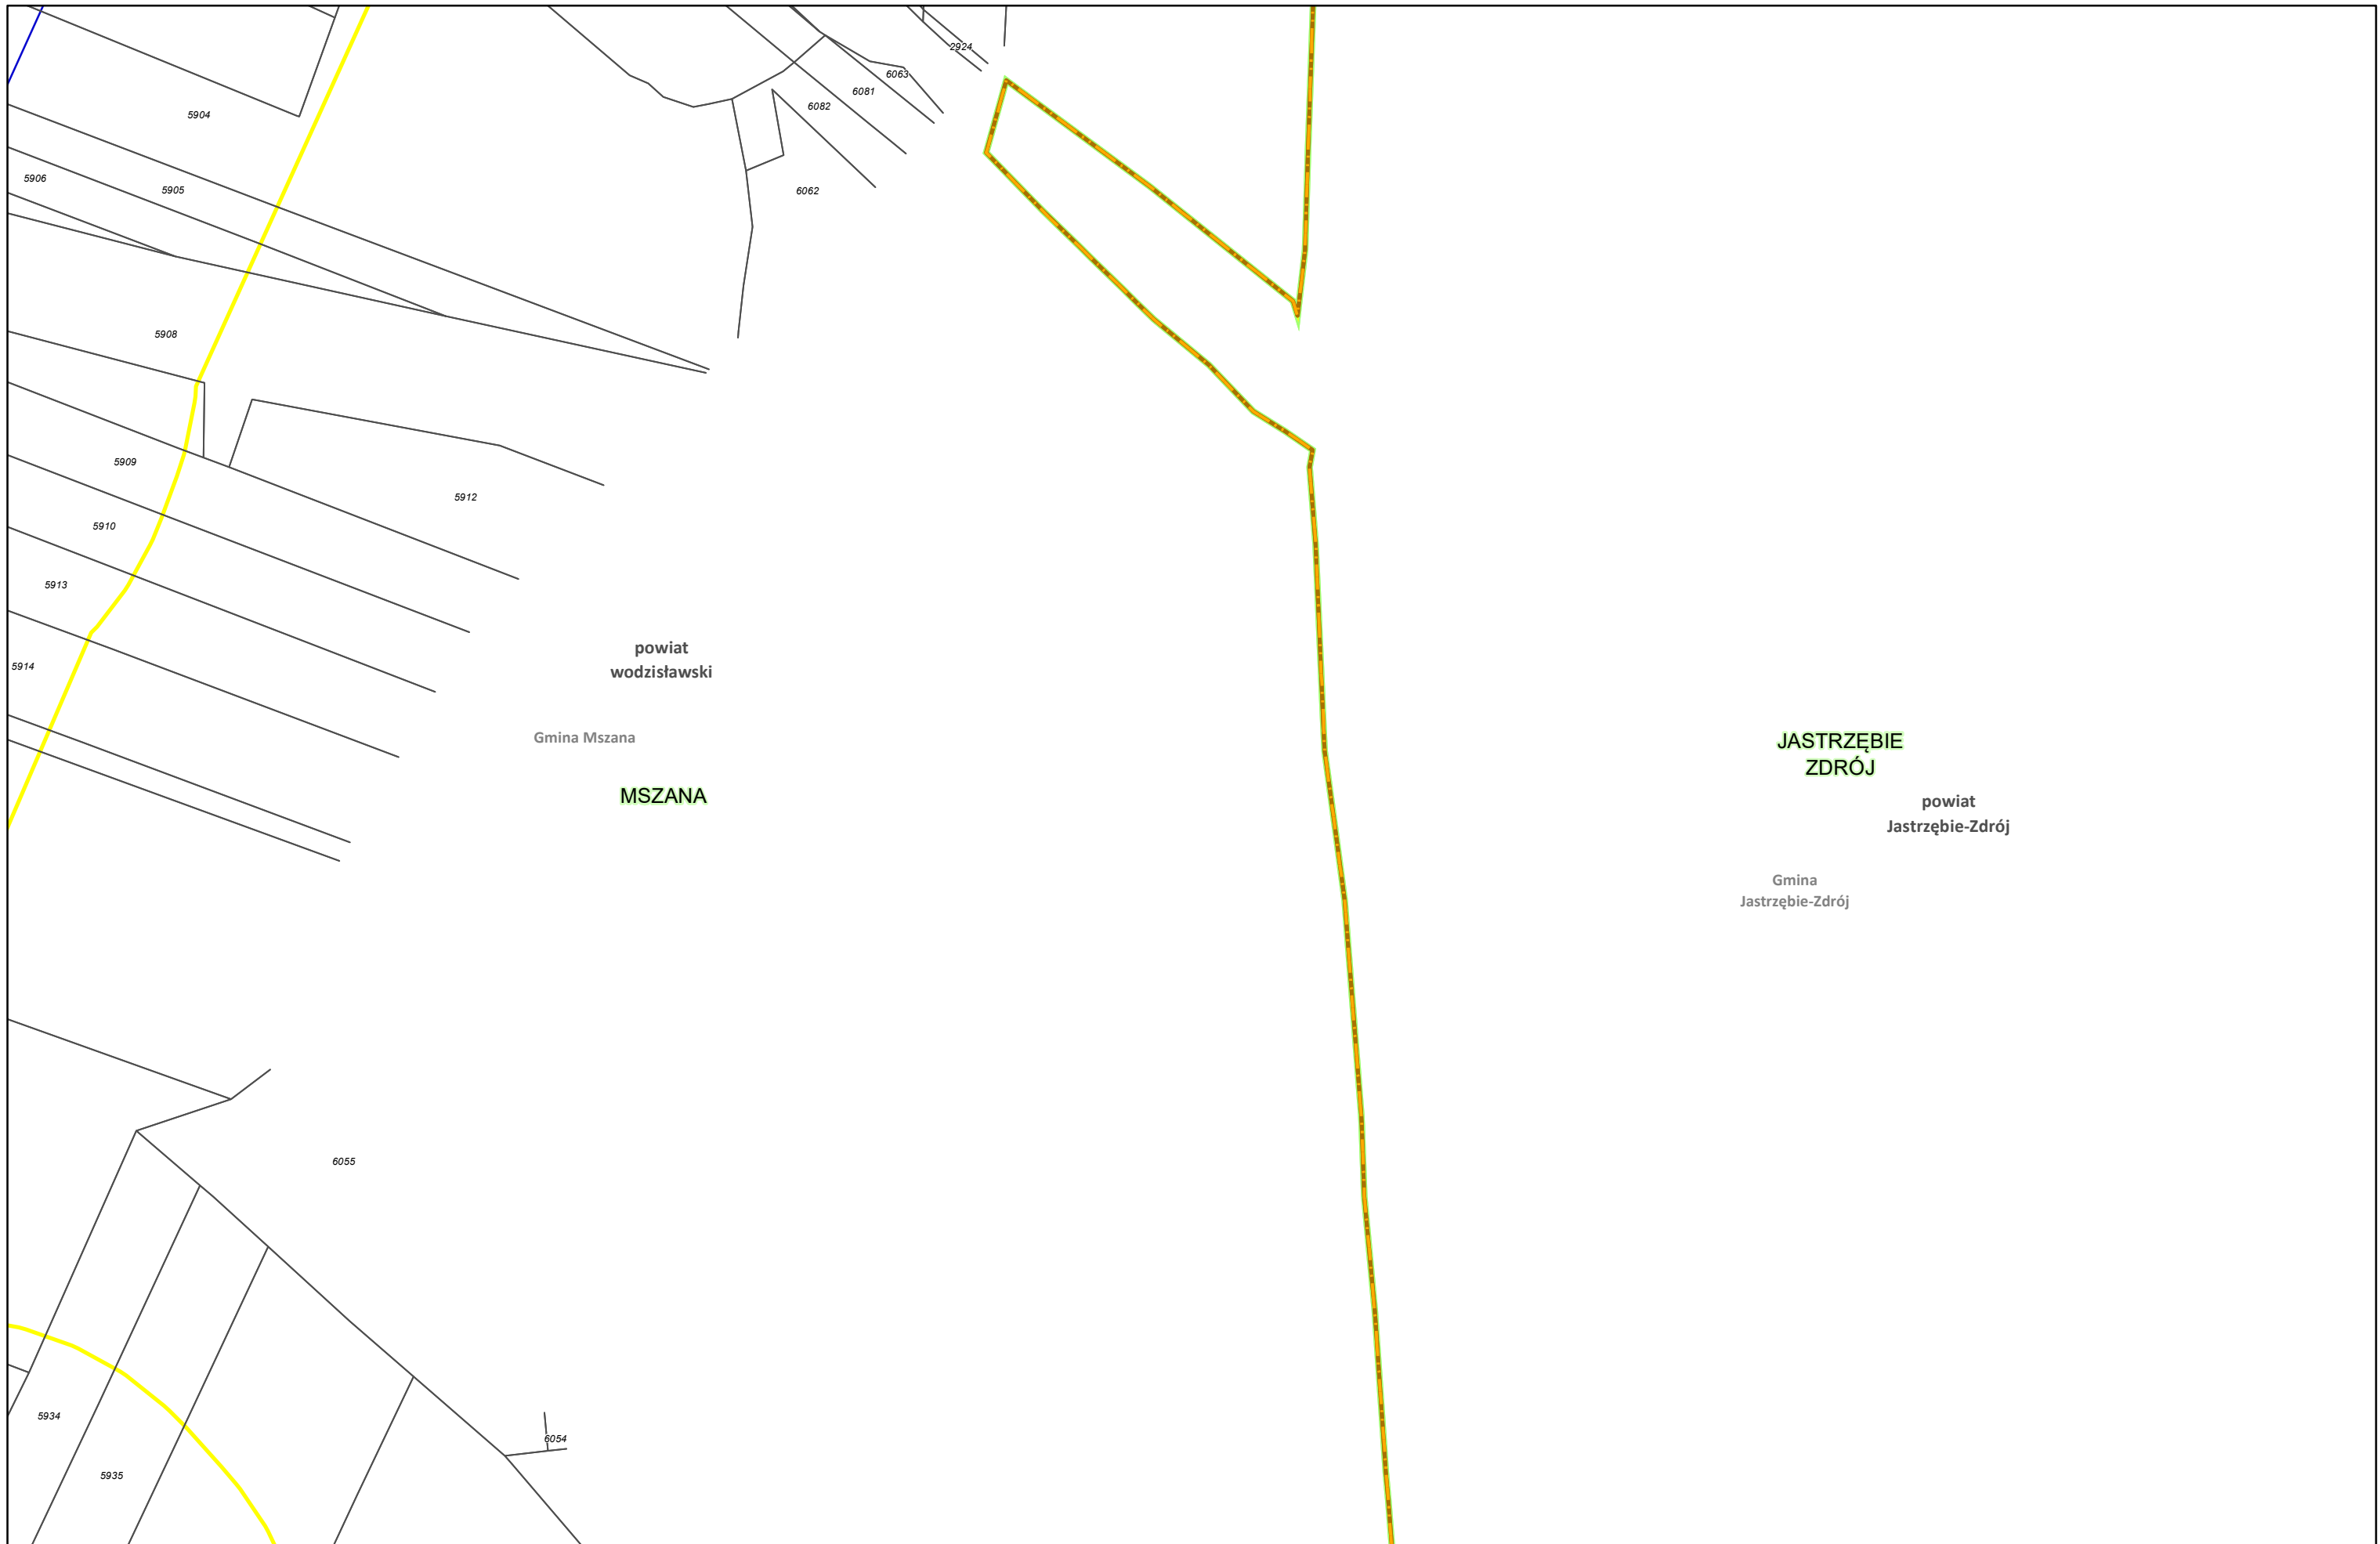 2924
6063
6081
6082
5904
5906
5905
6062
5908
5909
5912
5910
5913
5914
powiat
wodzisławski
Gmina Mszana
MSZANA
JASTRZĘBIE
ZDRÓJ
powiat
Jastrzębie-Zdrój
Gmina
Jastrzębie-Zdrój
6055
5934
6054
5935